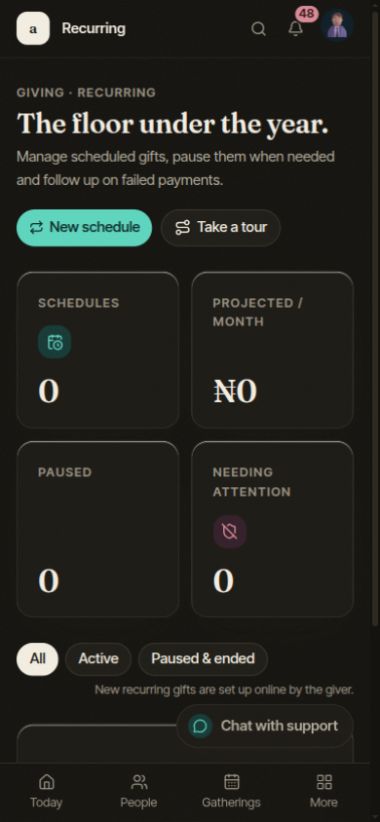 a Recurring 48
GIVING · RECURRING
The floor under the year.
Manage scheduled gifts, pause them when needed
and follow up on failed payments.
New schedule Take a tour
SCHEDULES
0
PROJECTED /
MONTH
₦0
PAUSED
0
NEEDING
ATTENTION
0
All Active Paused & ended
New recurring gifts are set up online by the giver.
Chat with support
Today People Gatherings More